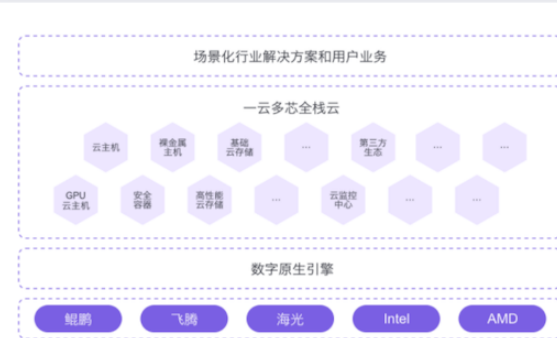 场景化行业解决方案和用户业务
一云多芯全栈云
云主机
裸金属
主机
基础
云存储
...
第三方
生态
...
...
GPU
云主机
安全
容器
高性能
云存储
...
云监控
中心
...
...
数字原生引擎
鲲鹏
飞腾
海光
Intel
AMD